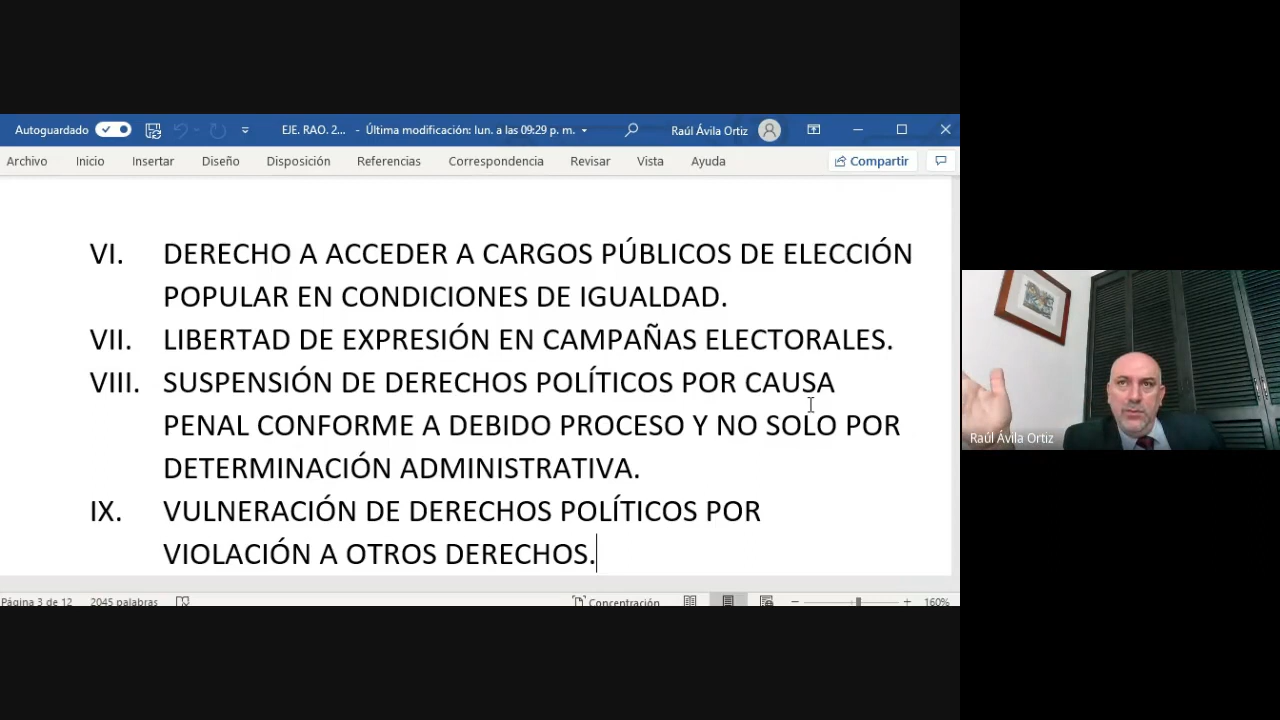 Autoguardado EJE. RAO. 2... - Última modificación: lun. a las 09:29 p. m. Raúl Ávila Ortiz
Archivo Inicio Insertar Diseño Disposición Referencias Correspondencia Revisar Vista Ayuda Compartir
VI. DERECHO A ACCEDER A CARGOS PÚBLICOS DE ELECCIÓN
POPULAR EN CONDICIONES DE IGUALDAD.
VII. LIBERTAD DE EXPRESIÓN EN CAMPAÑAS ELECTORALES.
VIII. SUSPENSIÓN DE DERECHOS POLÍTICOS POR CAUSA
PENAL CONFORME A DEBIDO PROCESO Y NO SOLO POR
DETERMINACIÓN ADMINISTRATIVA.
IX. VULNERACIÓN DE DERECHOS POLÍTICOS POR
VIOLACIÓN A OTROS DERECHOS.
Página 3 de 12 2045 palabras Concentración 160%
Raúl Ávila Ortiz